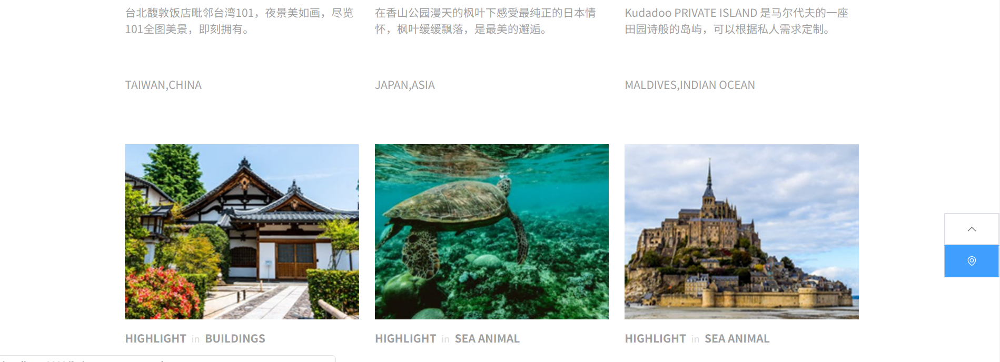 台北馥敦饭店毗邻台湾101，夜景美如画，尽览
101全图美景，即刻拥有。
在香山公园漫天的枫叶下感受最纯正的日本情
怀，枫叶缓缓飘落，是最美的邂逅。
Kudadoo PRIVATE ISLAND 是马尔代夫的一座
田园诗般的岛屿，可以根据私人需求定制。
TAIWAN,CHINA
JAPAN,ASIA
MALDIVES,INDIAN OCEAN
HIGHLIGHT in BUILDINGS
HIGHLIGHT in SEA ANIMAL
HIGHLIGHT in SEA ANIMAL